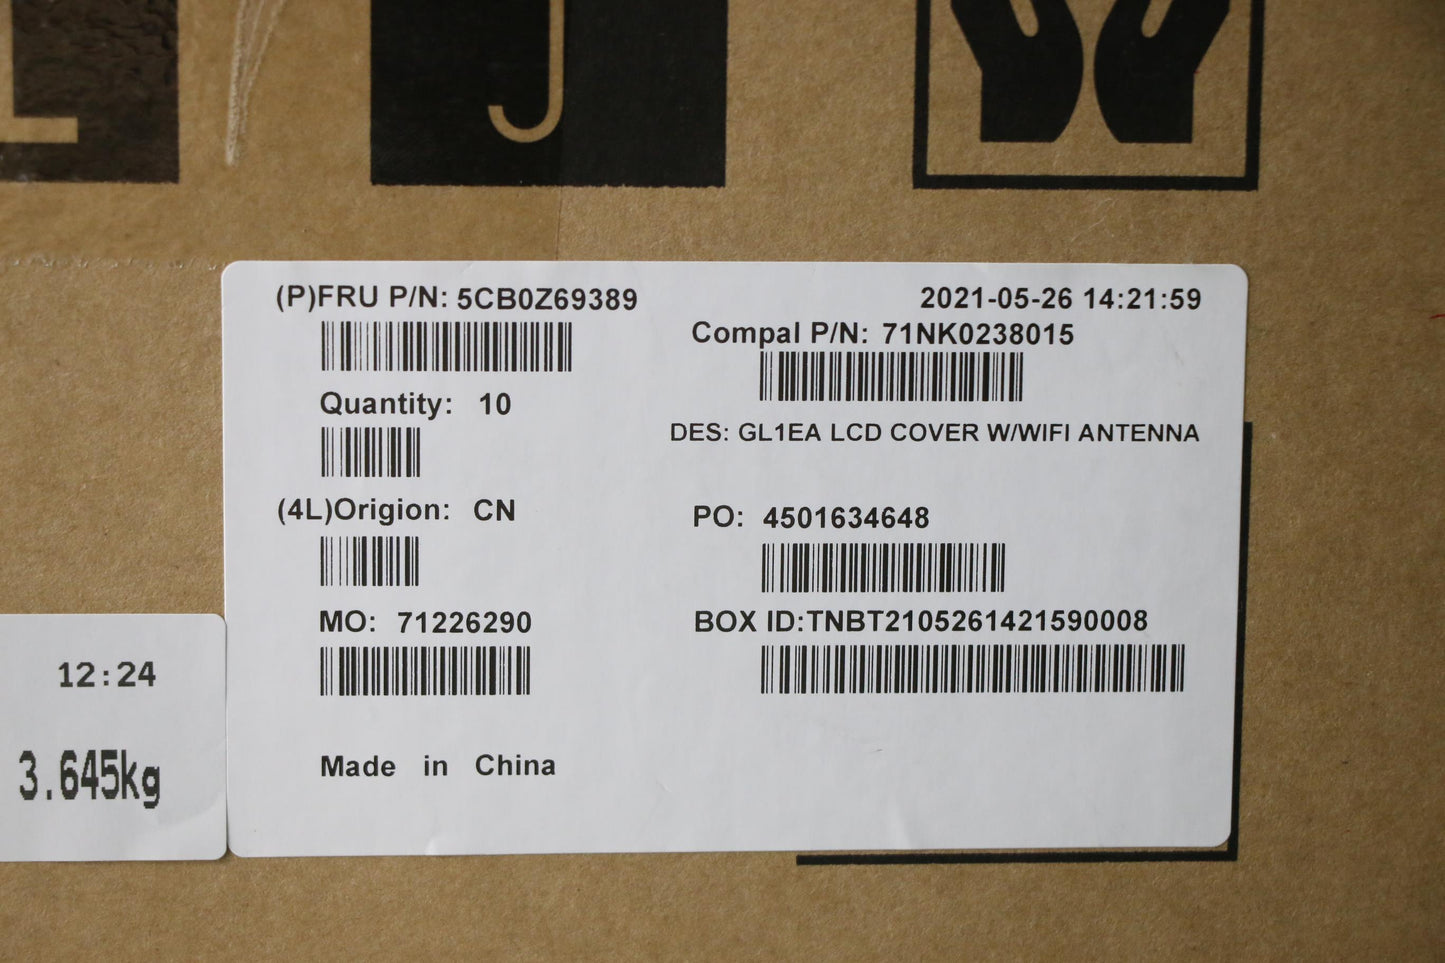 (P)FRU P/N: 5CB0Z69389
2021-05-26 14:21:59
Compal P/N: 71NK0238015
Quantity: 10
DES: GL1EA LCD COVER W/WIFI ANTENNA
(4L)Origion: CN
PO: 4501634648
MO: 71226290
BOX ID:TNBT2105261421590008
Made in China
12:24
3.645kg